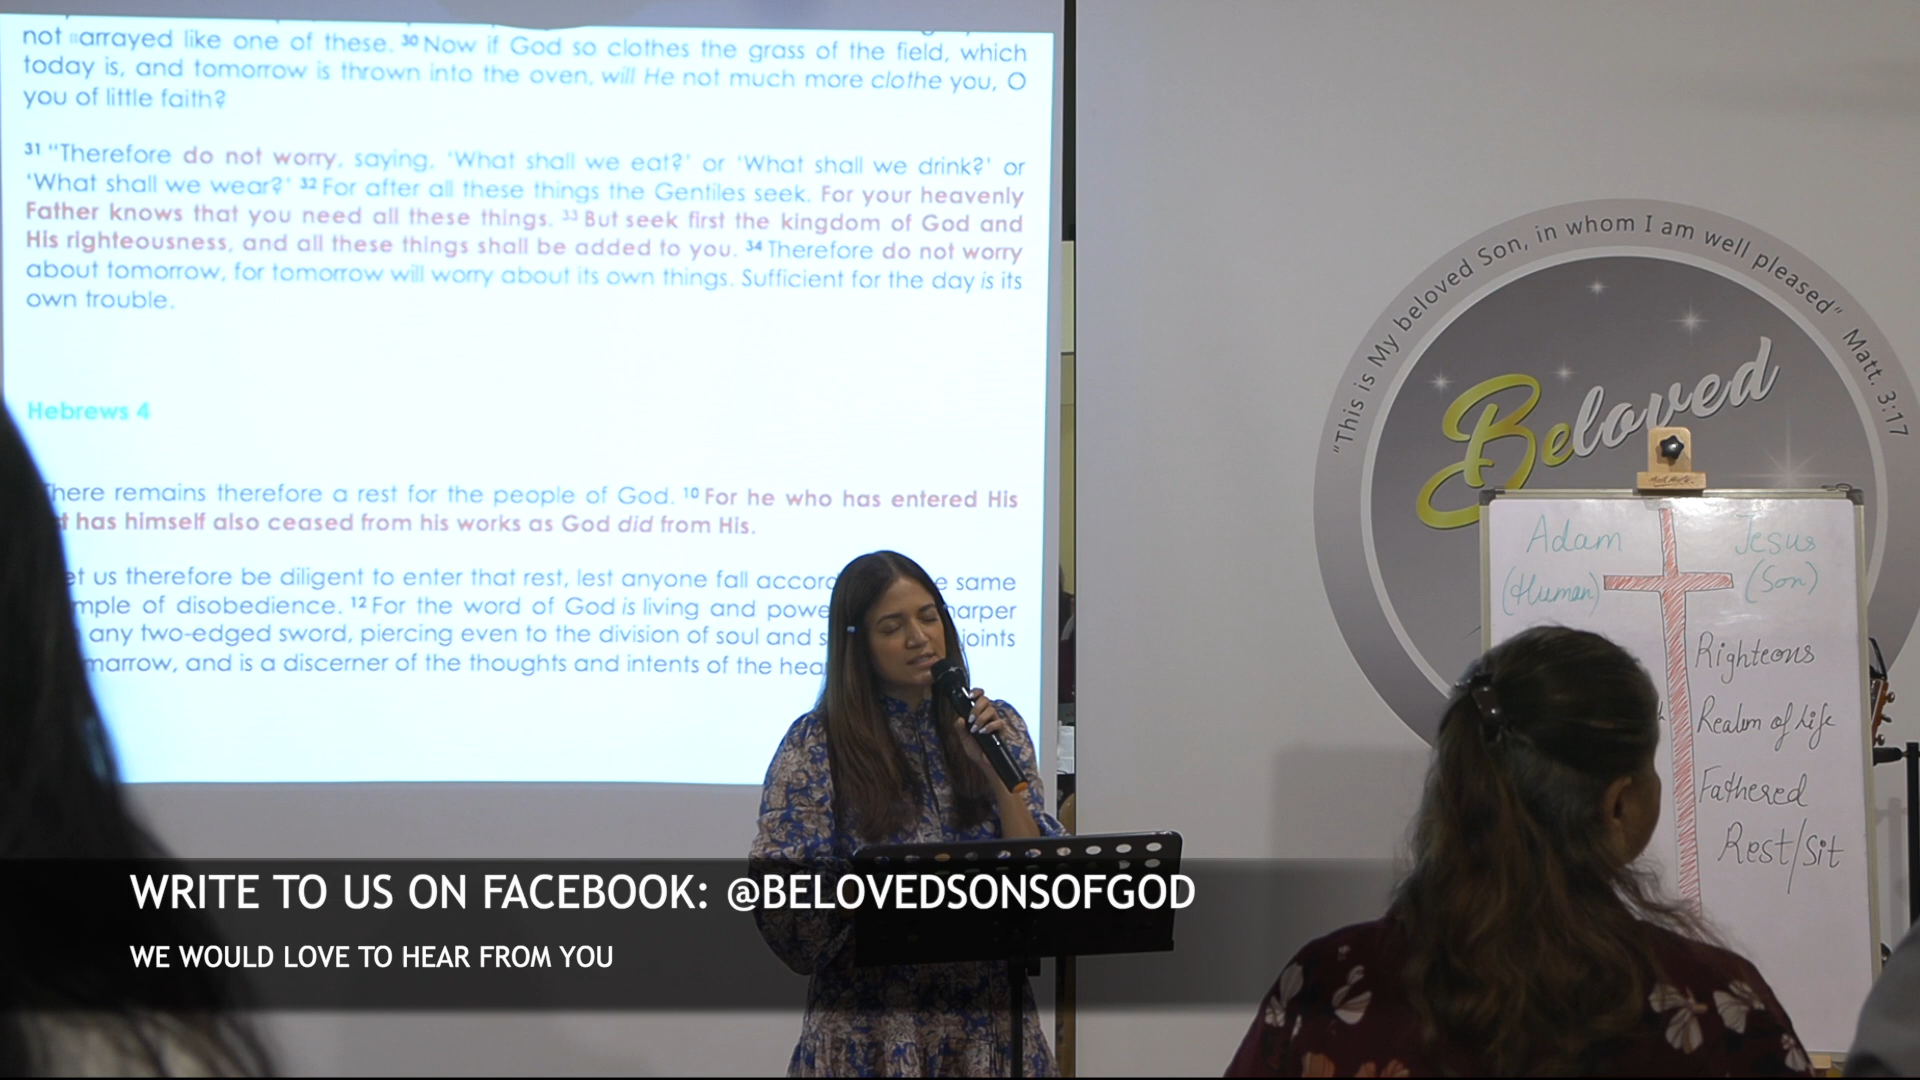 not arrayed like one of these. 30 Now if God so clothes the grass of the field, which
today is, and tomorrow is thrown into the oven, will He not much more clothe you, O
you of little faith?
31 "Therefore do not worry, saying, 'What shall we eat?' or 'What shall we drink?' or
'What shall we wear?' 32 For after all these things the Gentiles seek. For your heavenly
Father knows that you need all these things. 33 But seek first the kingdom of God and
His righteousness, and all these things shall be added to you. 34 Therefore do not worry
about tomorrow, for tomorrow will worry about its own things. Sufficient for the day is its
own trouble.
Hebrews 4
here remains therefore a rest for the people of God. 10 For he who has entered His
t has himself also ceased from his works as God did from His.
et us therefore be diligent to enter that rest, lest anyone fall accor e same
mple of disobedience. 12 For the word of God is living and powe harper
any two-edged sword, piercing even to the division of soul and s joints
marrow, and is a discerner of the thoughts and intents of the hea
"This is My beloved Son, in whom I am well pleased" Matt. 3:17
Beloved
Adam
(Human)
Jesus
(Son)
Righteous
Realm of life
Fathered
Rest/Sit
WRITE TO US ON FACEBOOK: @BELOVEDSONSOFGOD
WE WOULD LOVE TO HEAR FROM YOU